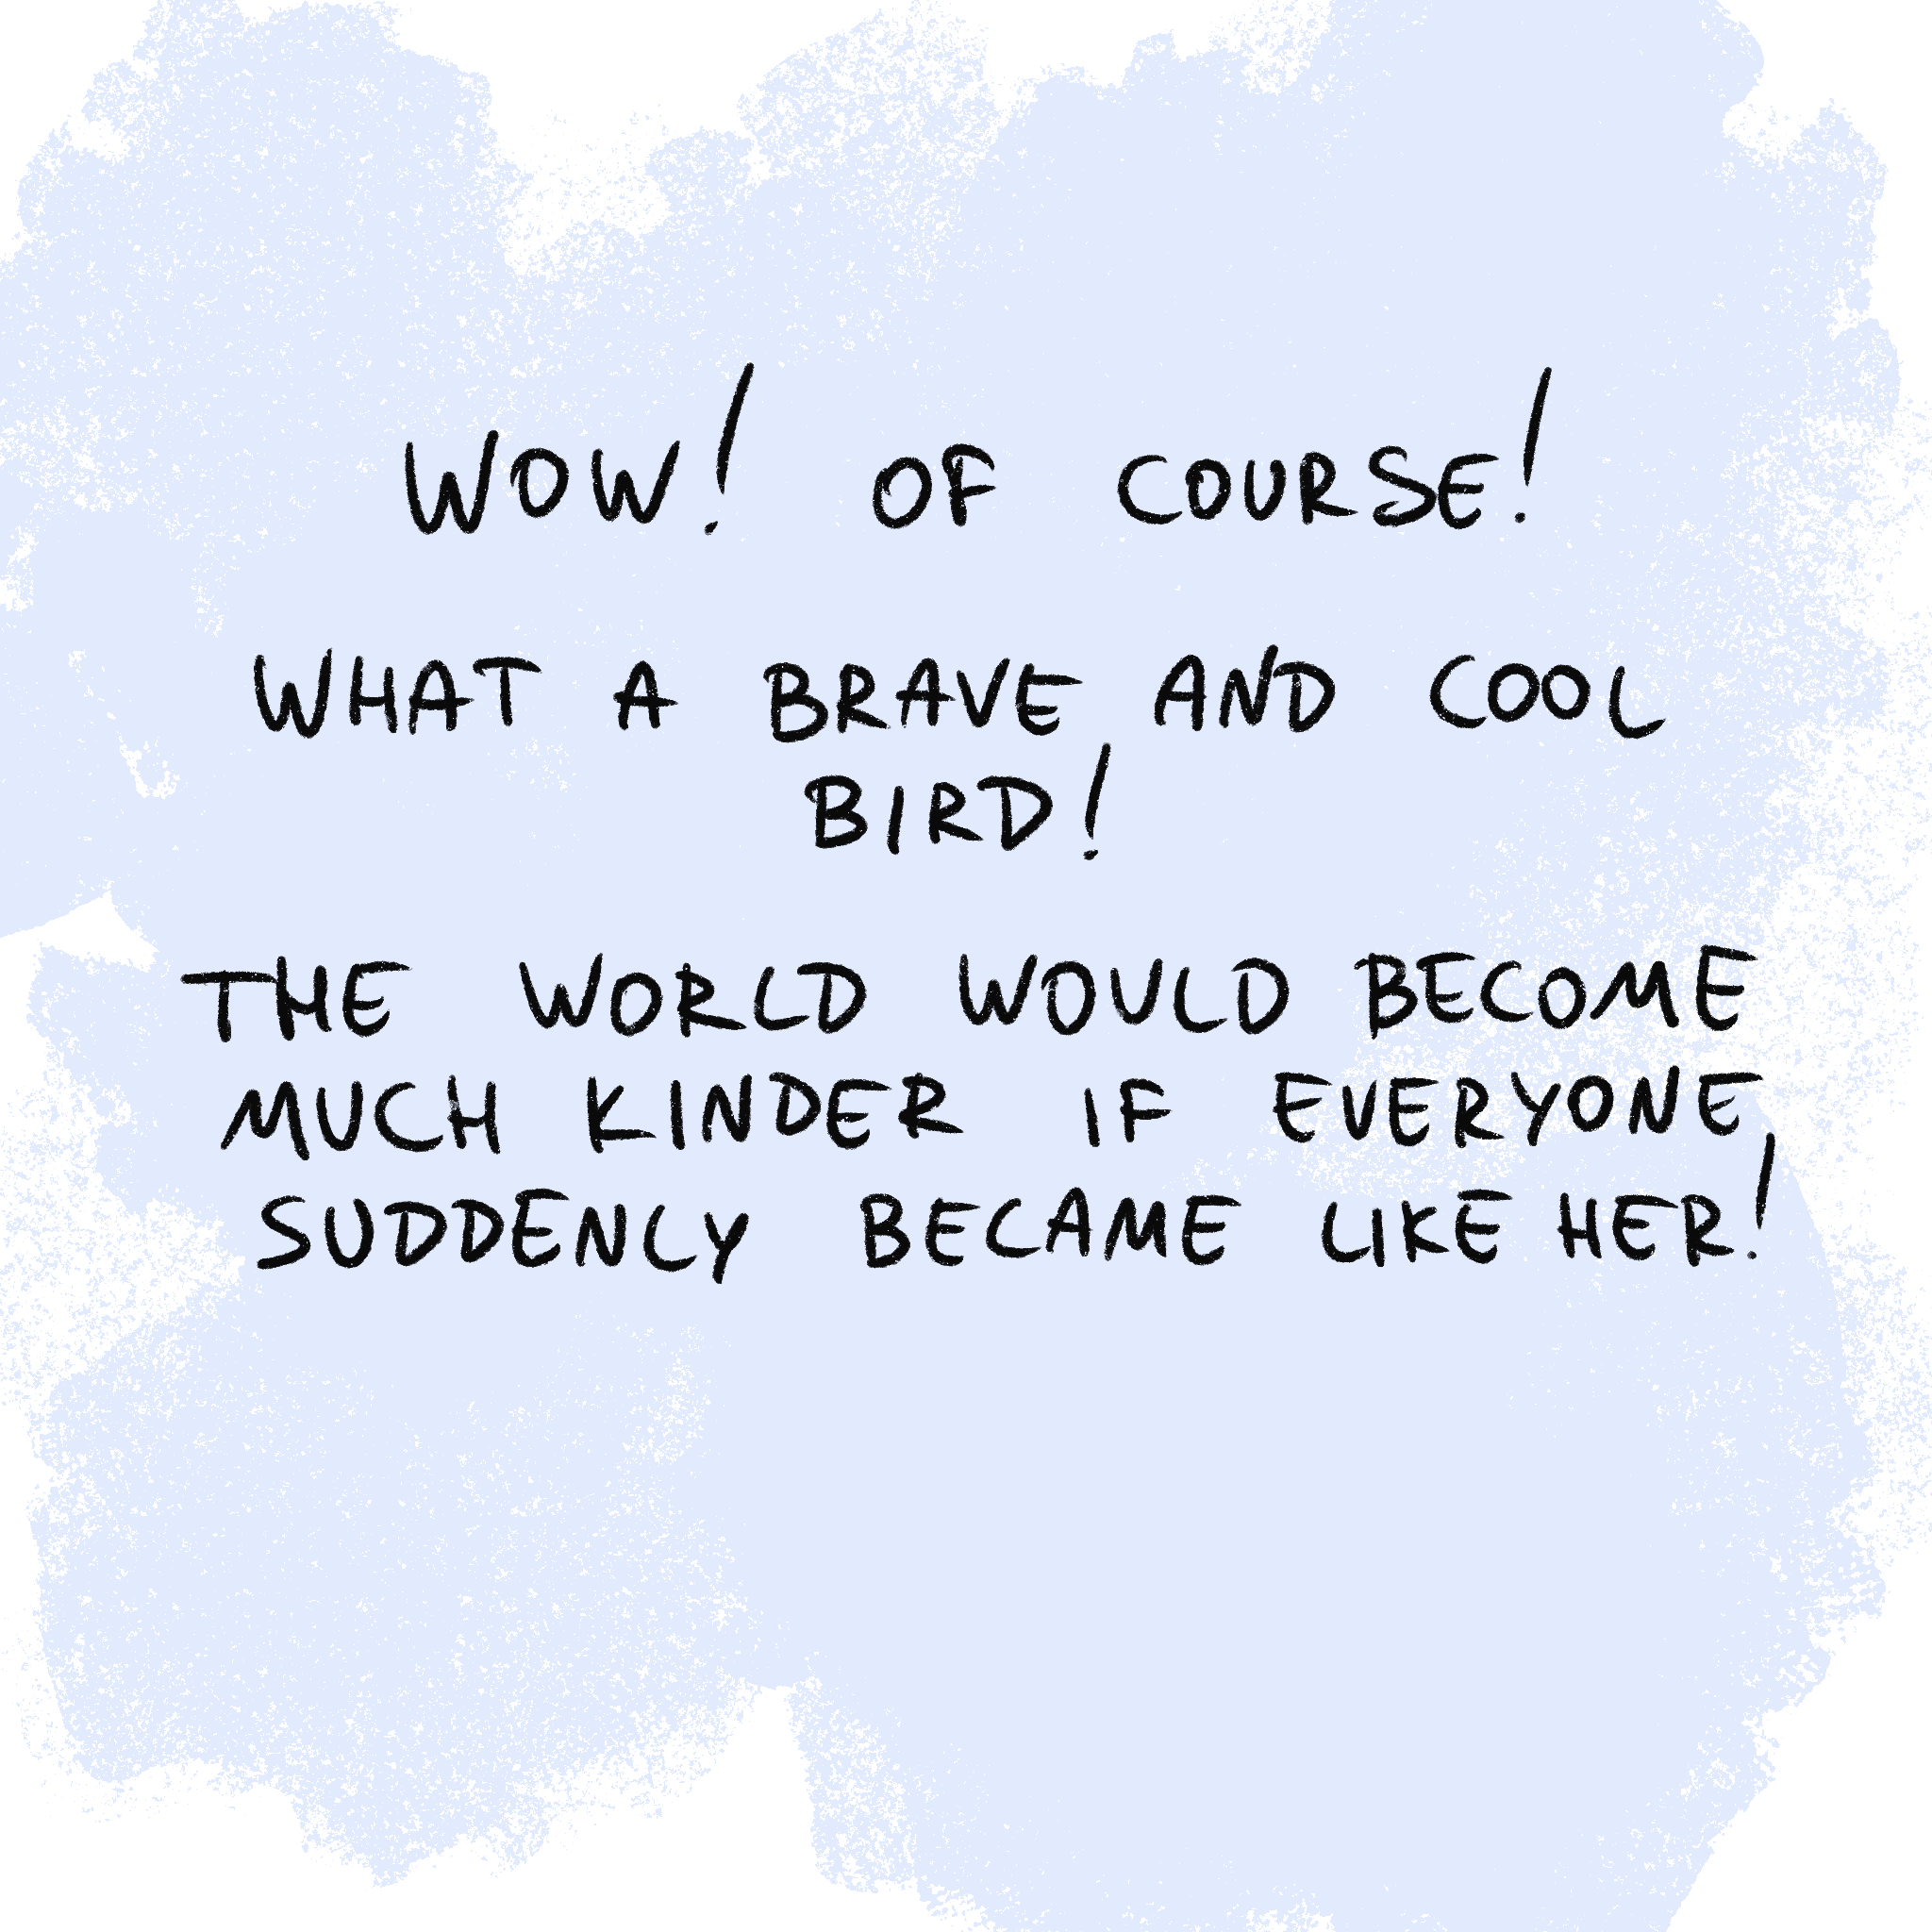 WOW! OF COURSE!
WHAT A BRAVE AND COOL
BIRD!
THE WORLD WOULD BECOME
MUCH KINDER IF EVERYONE
SUDDENLY BECAME LIKE HER!